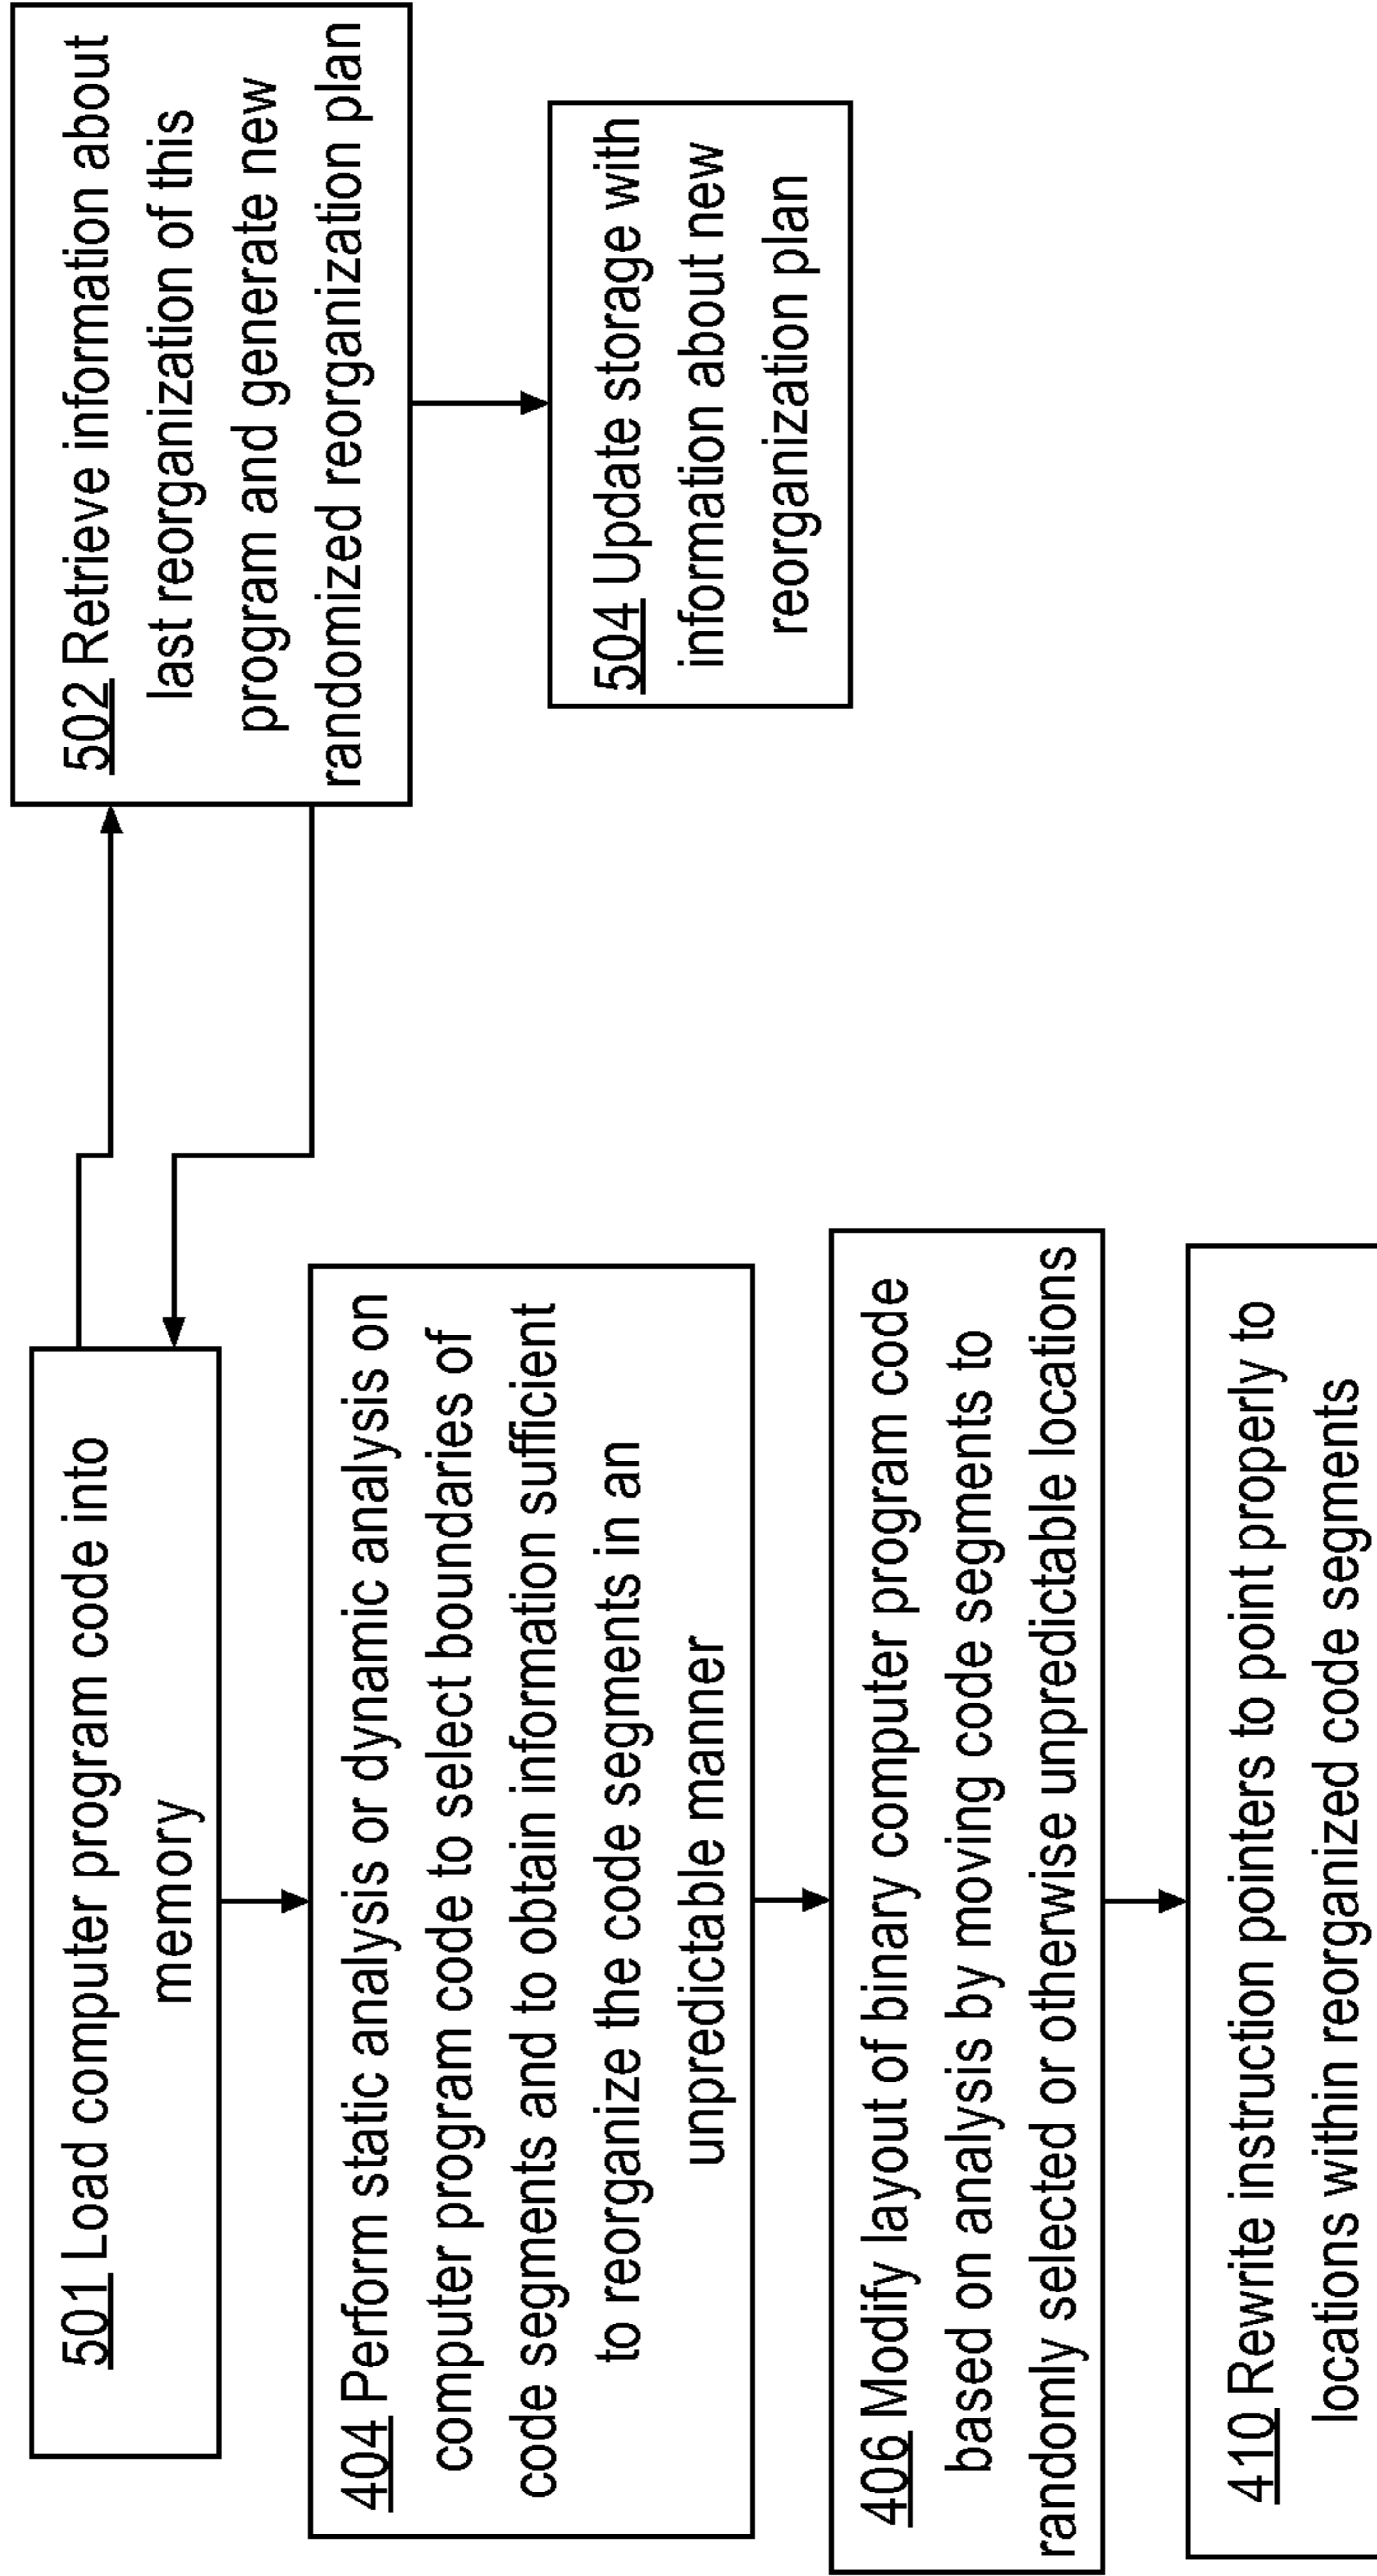 501 Load computer program code into
memory
404 Perform static analysis or dynamic analysis on
computer program code to select boundaries of
code segments and to obtain information sufficient
to reorganize the code segments in an
unpredictable manner
406 Modify layout of binary computer program code
based on analysis by moving code segments to
randomly selected or otherwise unpredictable locations
410 Rewrite instruction pointers to point properly to
locations within reorganized code segments
502 Retrieve information about
last reorganization of this
program and generate new
randomized reorganization plan
504 Update storage with
information about new
reorganization plan